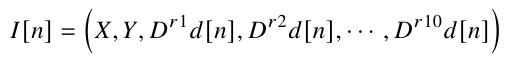 I[n] = (X, Y, D^{r1}d[n], D^{r2}d[n], ⋯ , D^{r10}d[n])